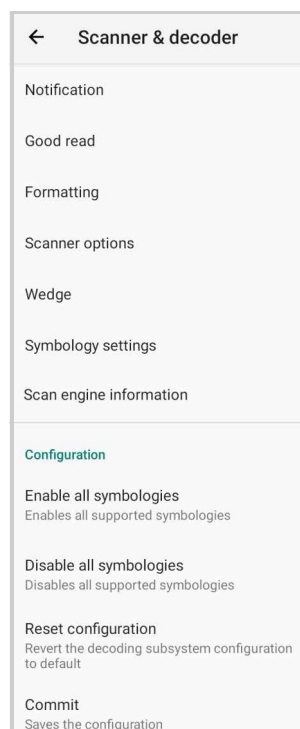 Scanner & decoder
Notification
Good read
Formatting
Scanner options
Wedge
Symbology settings
Scan engine information
Configuration
Enable all symbologies
Enables all supported symbologies
Disable all symbologies
Disables all supported symbologies
Reset configuration
Revert the decoding subsystem configuration
to default
Commit
Saves the configuration